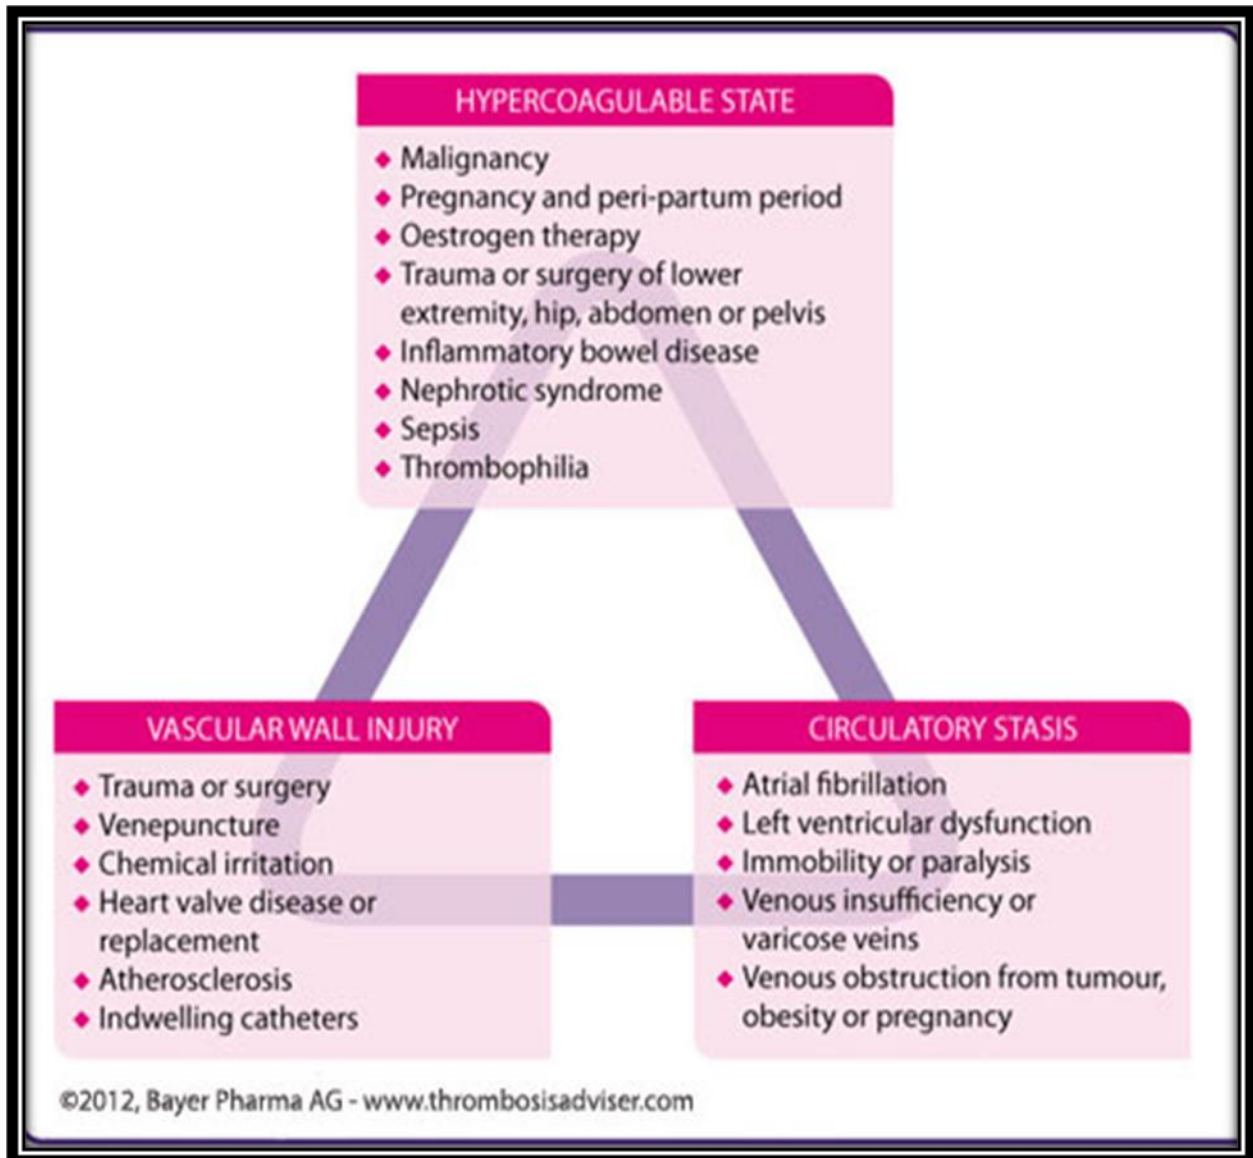 HYPERCOAGULABLE STATE
◆ Malignancy
◆ Pregnancy and peri-partum period
◆ Oestrogen therapy
◆ Trauma or surgery of lower
extremity, hip, abdomen or pelvis
◆ Inflammatory bowel disease
◆ Nephrotic syndrome
◆ Sepsis
◆ Thrombophilia
VASCULAR WALL INJURY
◆ Trauma or surgery
◆ Venepuncture
◆ Chemical irritation
◆ Heart valve disease or
replacement
◆ Atherosclerosis
◆ Indwelling catheters
CIRCULATORY STASIS
◆ Atrial fibrillation
◆ Left ventricular dysfunction
◆ Immobility or paralysis
◆ Venous insufficiency or
varicose veins
◆ Venous obstruction from tumour,
obesity or pregnancy
©2012, Bayer Pharma AG - www.thrombosisadviser.com